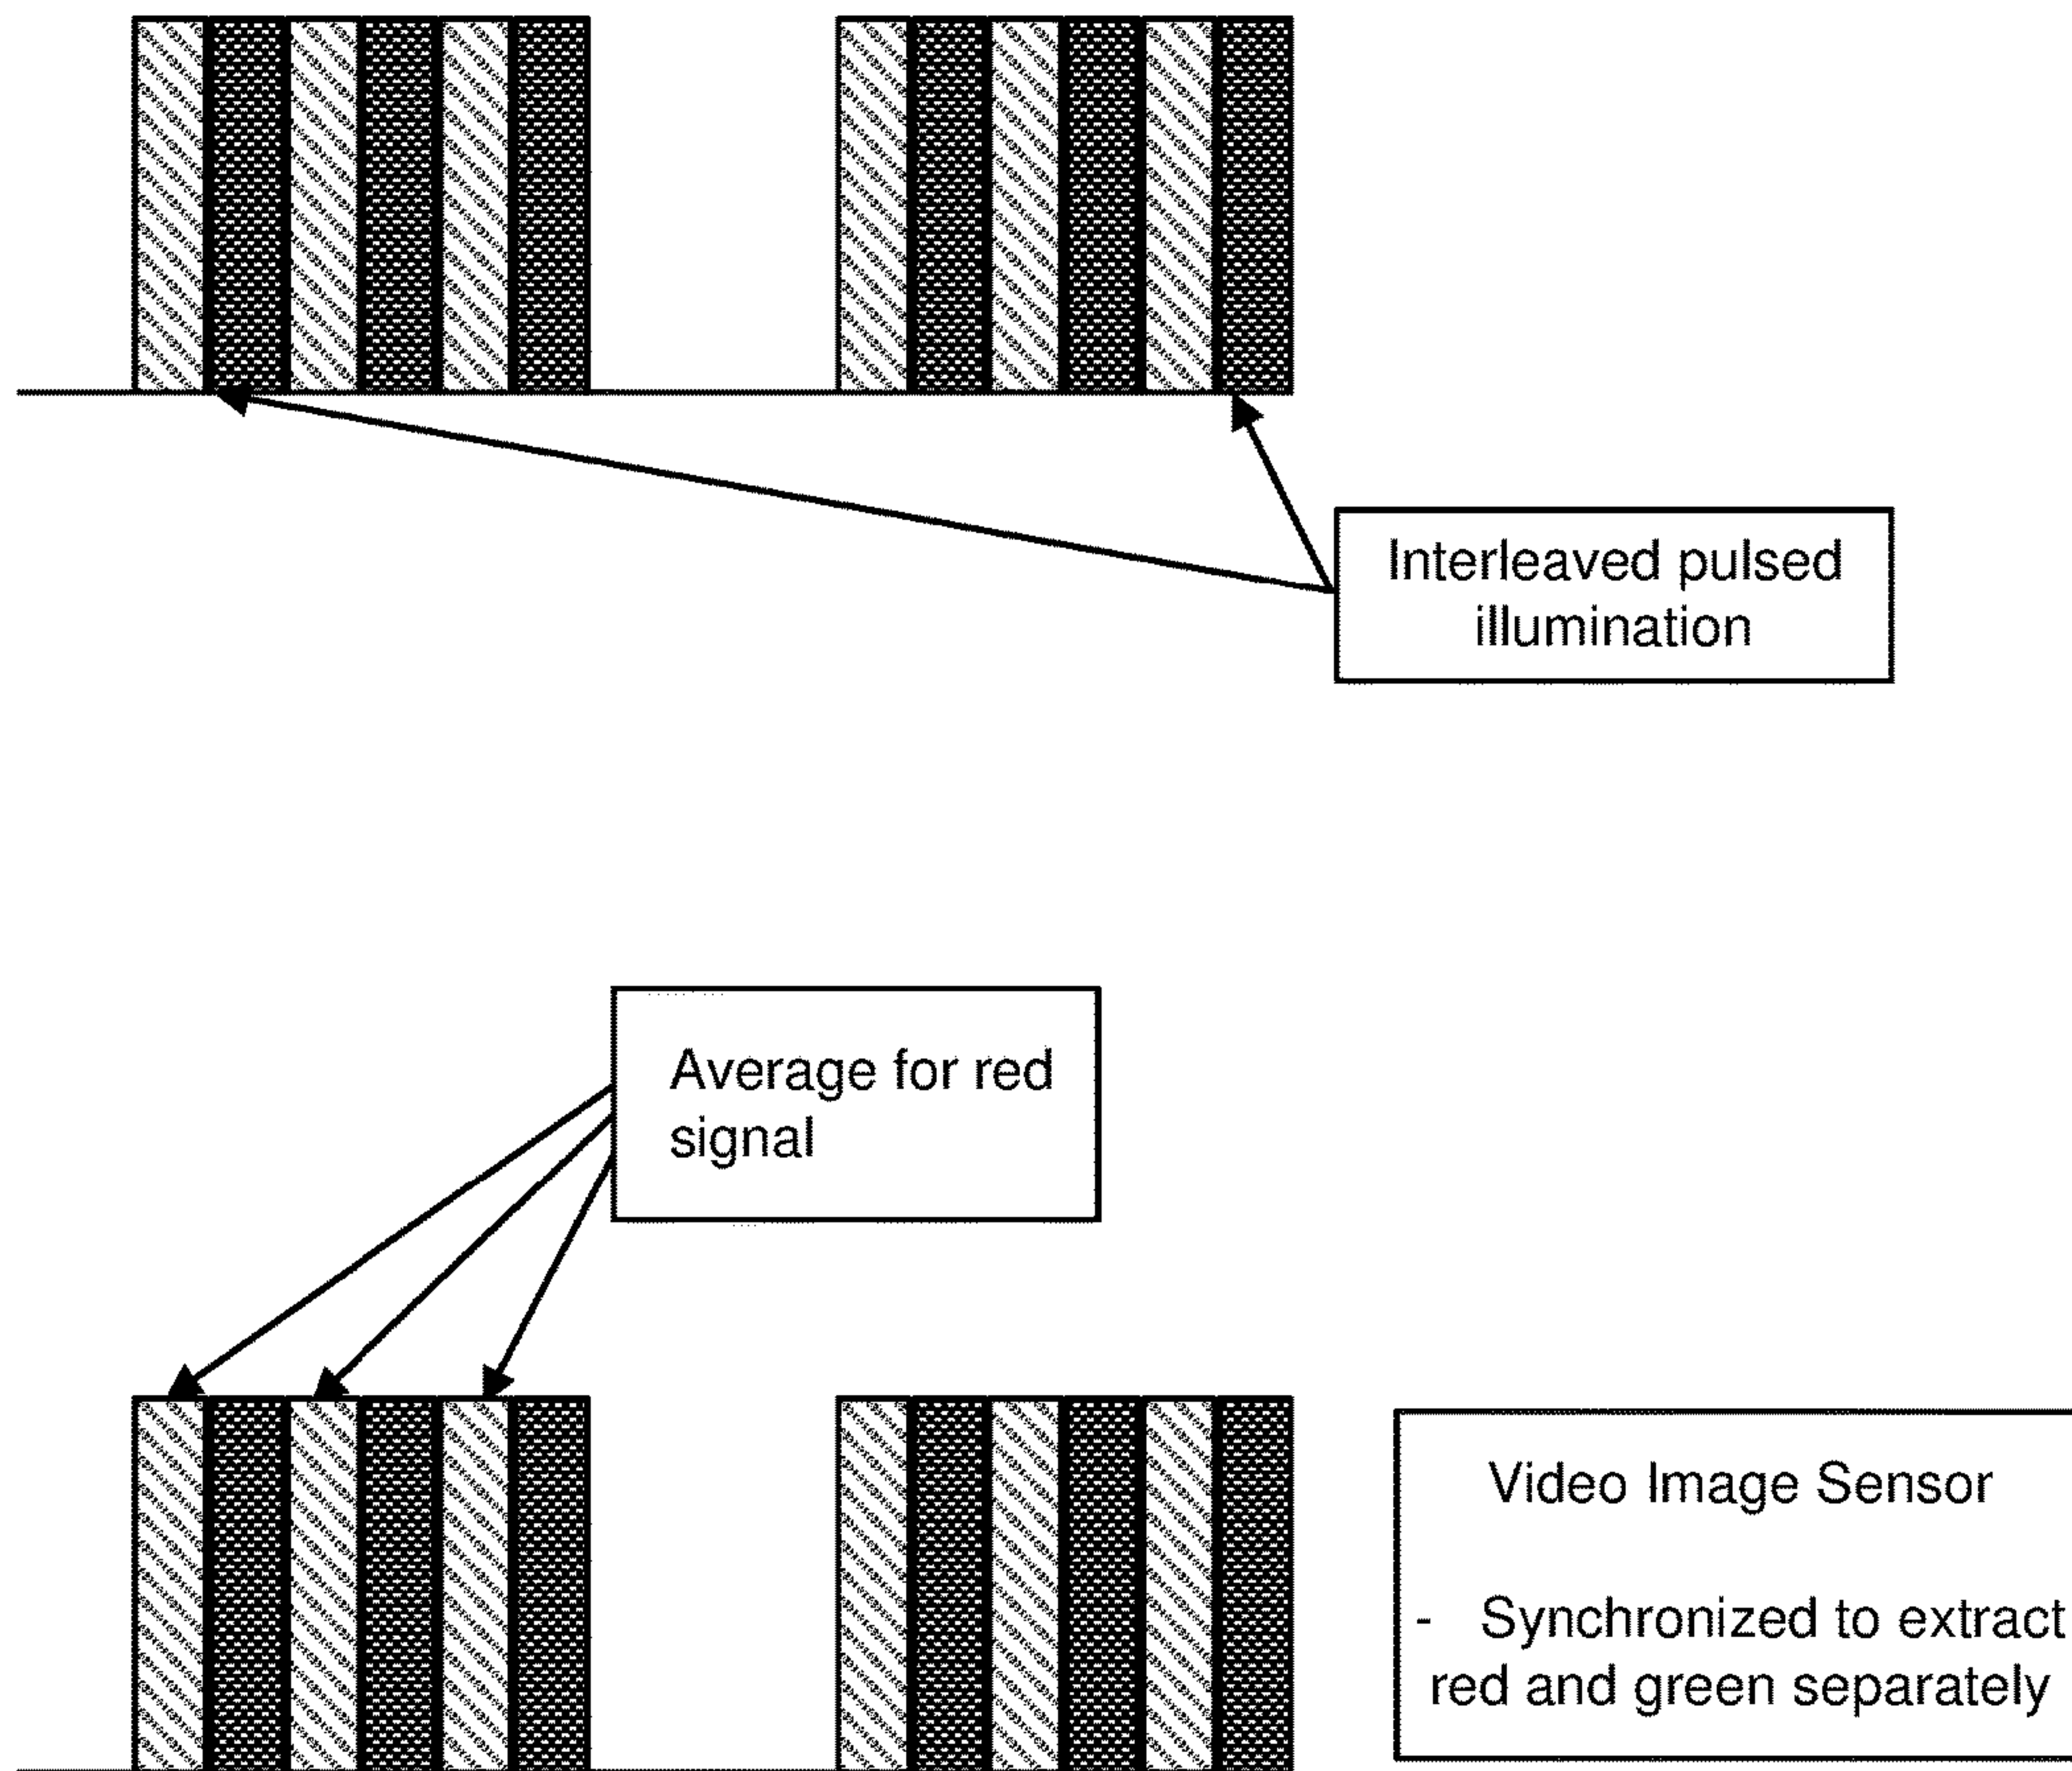 Interleaved pulsed
illumination
Average for red
signal
Video Image Sensor
- Synchronized to extract
red and green separately